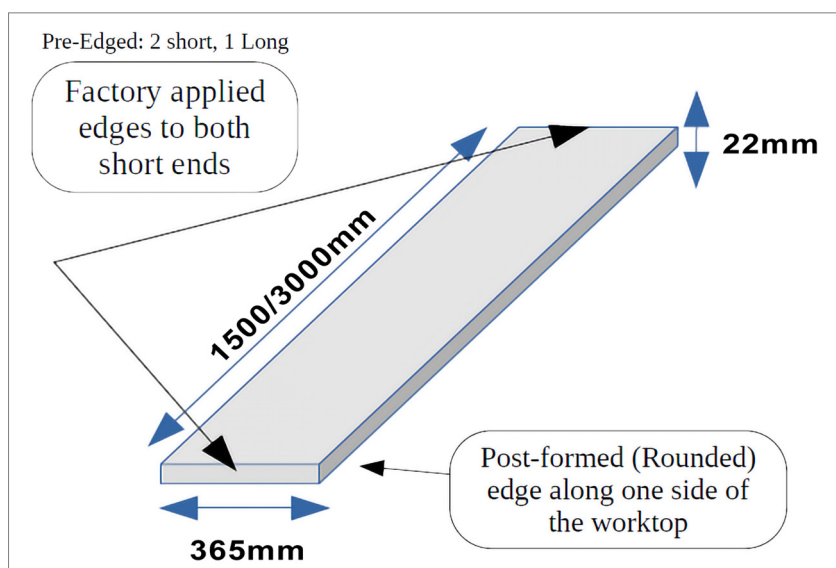 Pre-Edged: 2 short, 1 Long
Factory applied
edges to both
short ends
22mm
1500/3000mm
Post-formed (Rounded)
edge along one side of
the worktop
365mm